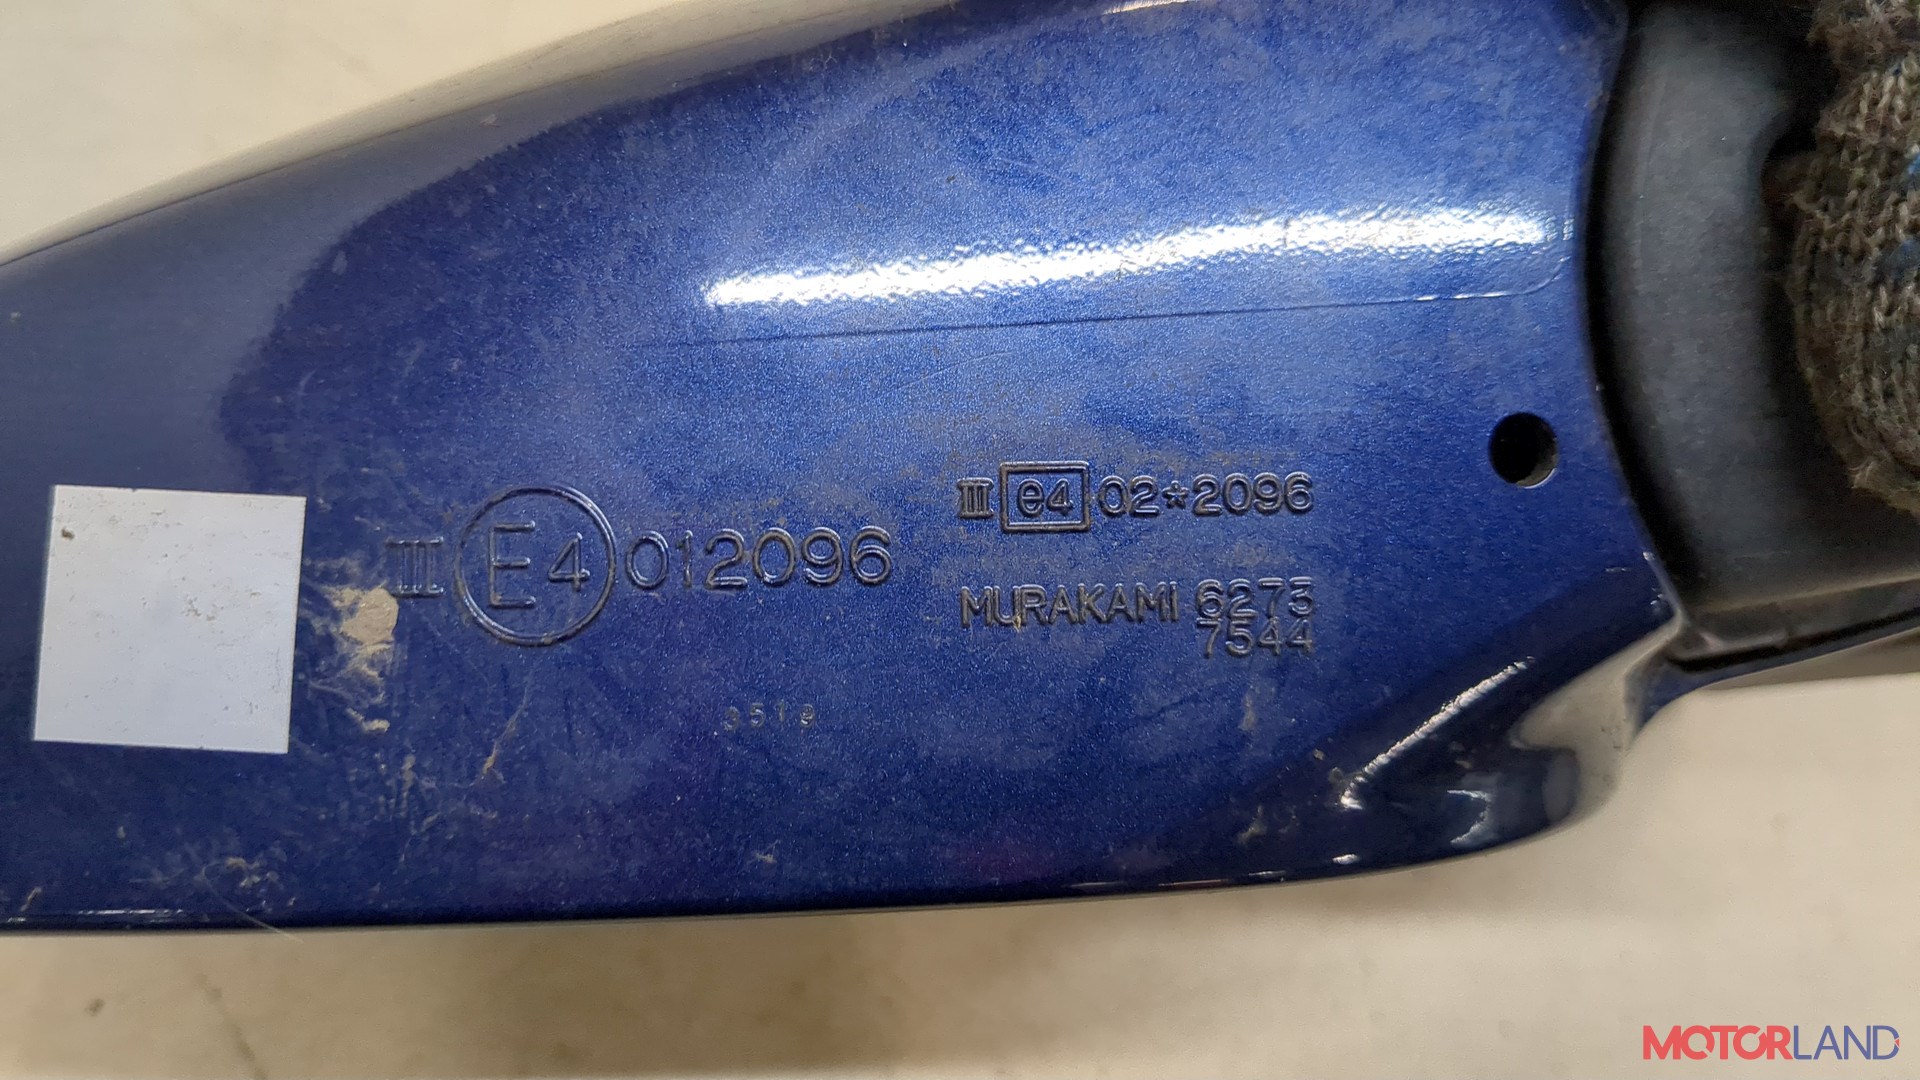 III E4 012096
III e4 02*2096
MURAKAMI 6273
7544
MOTORLAND